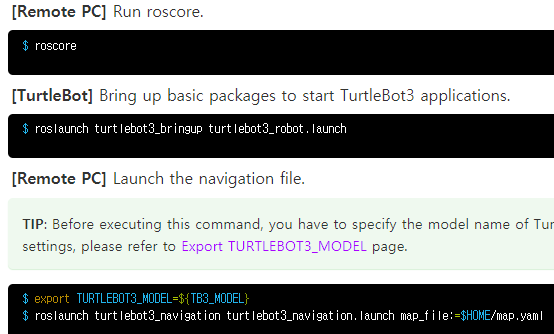 [Remote PC] Run roscore.
$ roscore
[TurtleBot] Bring up basic packages to start TurtleBot3 applications.
$ roslaunch turtlebot3_bringup turtlebot3_robot.launch
[Remote PC] Launch the navigation file.
TIP: Before executing this command, you have to specify the model name of Tur
settings, please refer to Export TURTLEBOT3_MODEL page.
$ export TURTLEBOT3_MODEL=${TB3_MODEL}
$ roslaunch turtlebot3_navigation turtlebot3_navigation.launch map_file:=$HOME/map.yaml